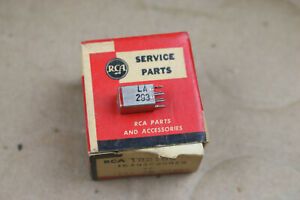 RCA
SERVICE
PARTS
LA
293
RCA PARTS
AND ACCESSORIES
RCA